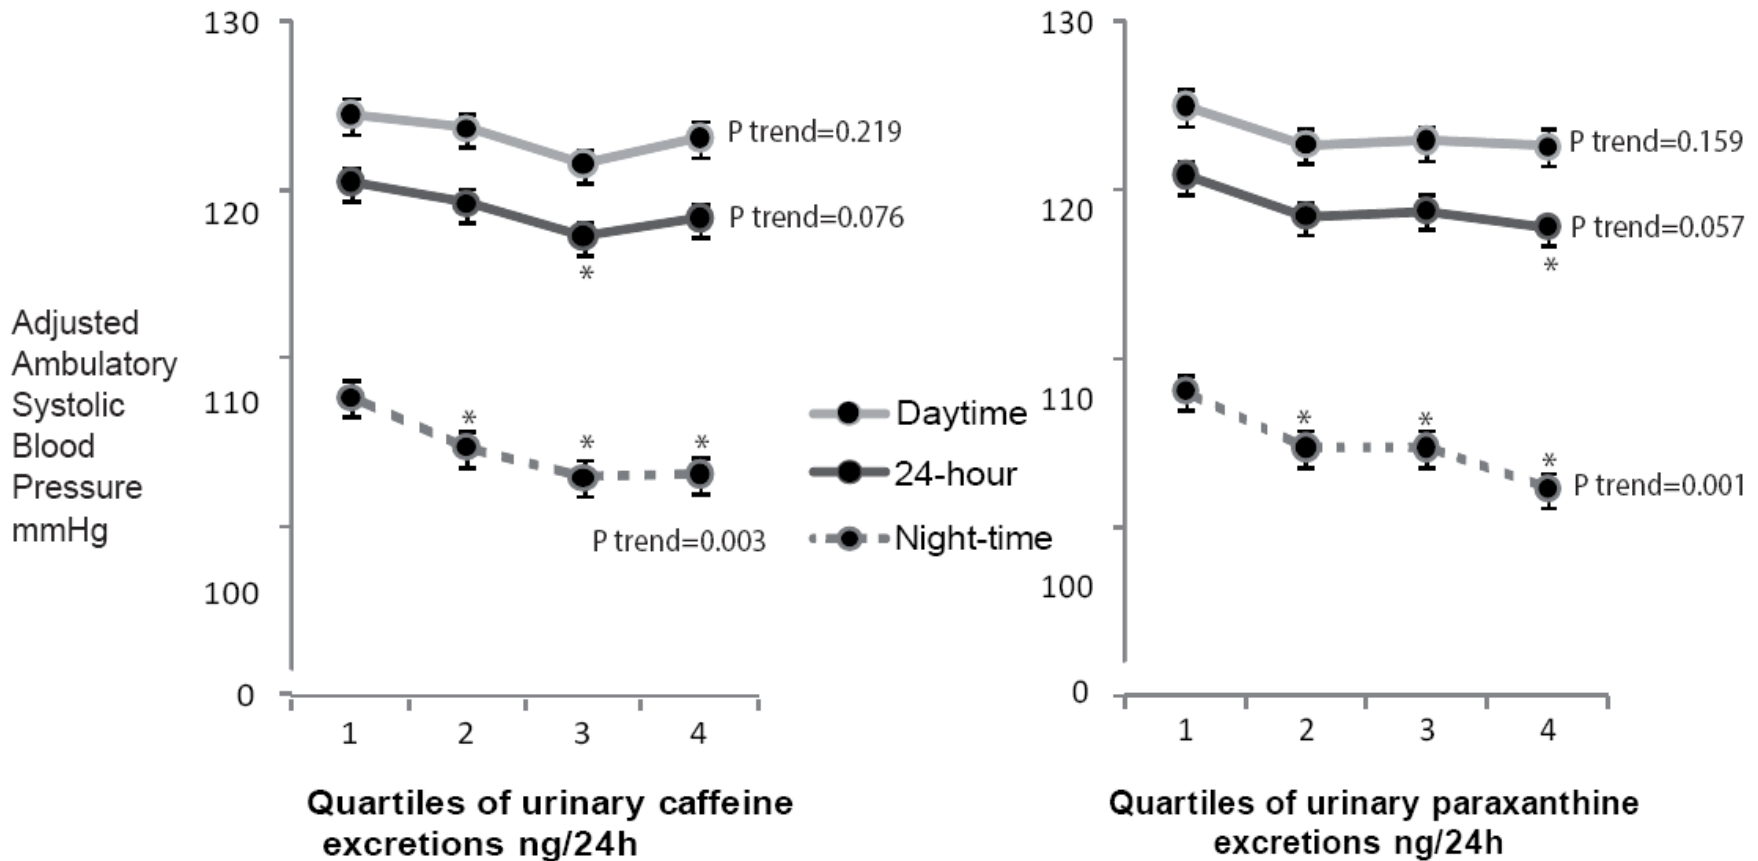 130
120
110
100
0
Adjusted
Ambulatory
Systolic
Blood
Pressure
mmHg
P trend=0.219
P trend=0.076
*
* * *
P trend=0.003
1 2 3 4
Quartiles of urinary caffeine
excretions ng/24h
Daytime
24-hour
Night-time
130
120
110
100
0
P trend=0.159
P trend=0.057
*
* * *
P trend=0.001
1 2 3 4
Quartiles of urinary paraxanthine
excretions ng/24h